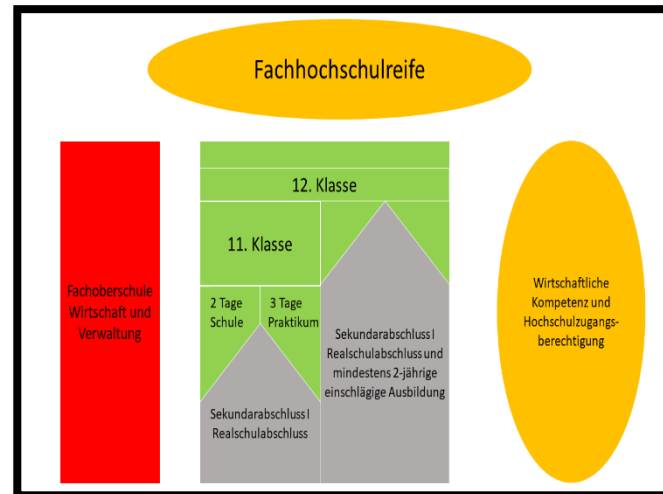 Fachhochschulreife
Fachoberschule
Wirtschaft und
Verwaltung
12. Klasse
11. Klasse
2 Tage
Schule
3 Tage
Praktikum
Sekundarabschluss I
Realschulabschluss
Sekundarabschluss I
Realschulabschluss und
mindestens 2-jährige
einschlägige Ausbildung
Wirtschaftliche
Kompetenz und
Hochschulzugangs-
berechtigung